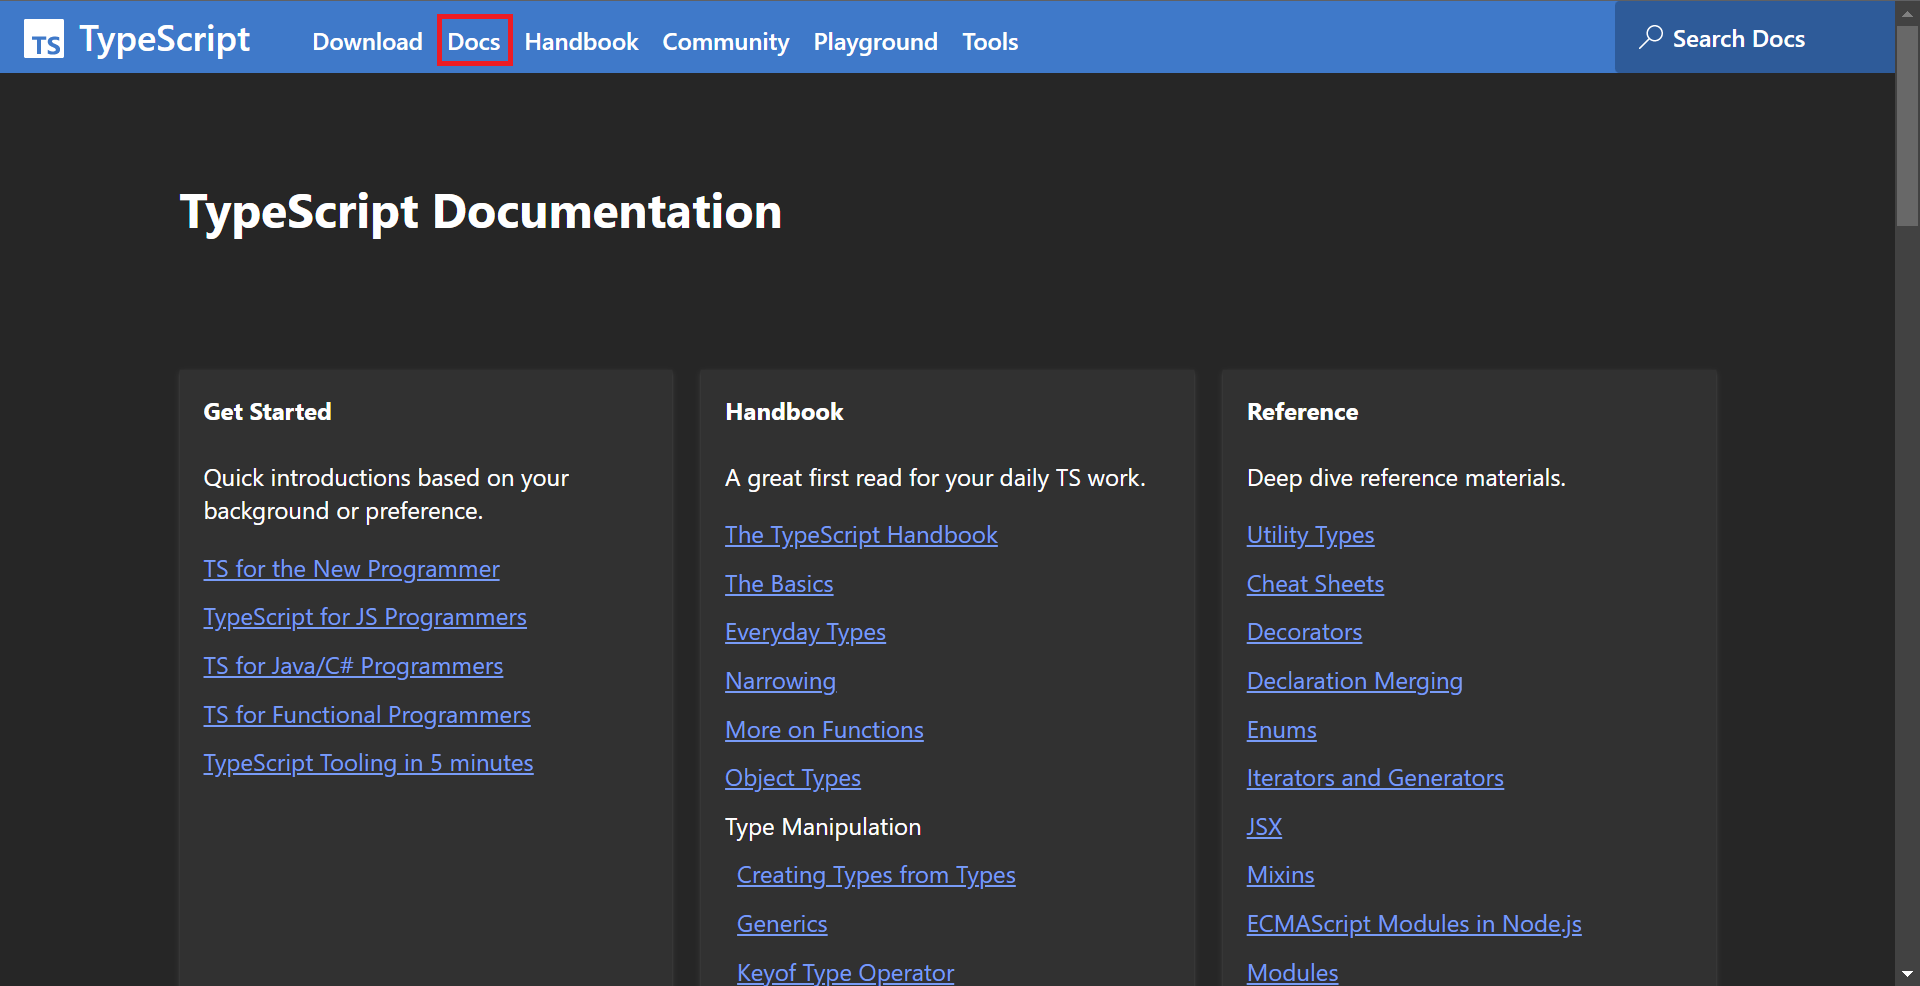 TS TypeScript Download Docs Handbook Community Playground Tools Search Docs
TypeScript Documentation
Get Started
Quick introductions based on your
background or preference.
TS for the New Programmer
TypeScript for JS Programmers
TS for Java/C# Programmers
TS for Functional Programmers
TypeScript Tooling in 5 minutes
Handbook
A great first read for your daily TS work.
The TypeScript Handbook
The Basics
Everyday Types
Narrowing
More on Functions
Object Types
Type Manipulation
Creating Types from Types
Generics
Keyof Type Operator
Reference
Deep dive reference materials.
Utility Types
Cheat Sheets
Decorators
Declaration Merging
Enums
Iterators and Generators
JSX
Mixins
ECMAScript Modules in Node.js
Modules